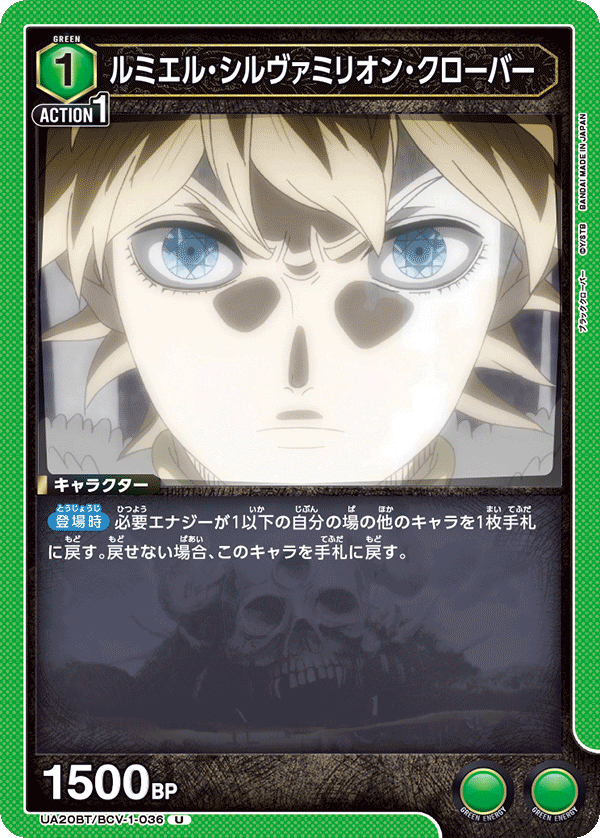 GREEN
1
ルミエル・シルヴァミリオン・クローバー
ACTION1
BANDAI MADE IN JAPAN
©Y/STB
ブラッククローバー
キャラクター
登場時 必要エナジーが1以下の自分の場の他のキャラを1枚手札
に戻す。戻せない場合、このキャラを手札に戻す。
1500BP
GREEN ENERGY GREEN ENERGY
UA20BT/BCV-1-036 U